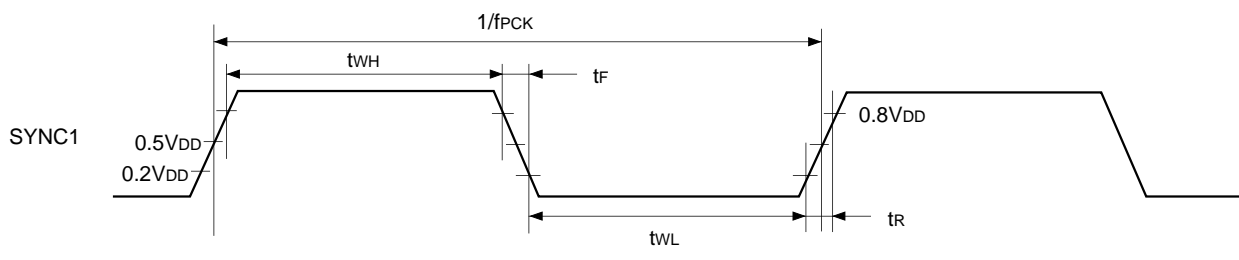 1/fPCK
tWH
tF
SYNC1
0.5VDD
0.2VDD
0.8VDD
tWL
tR